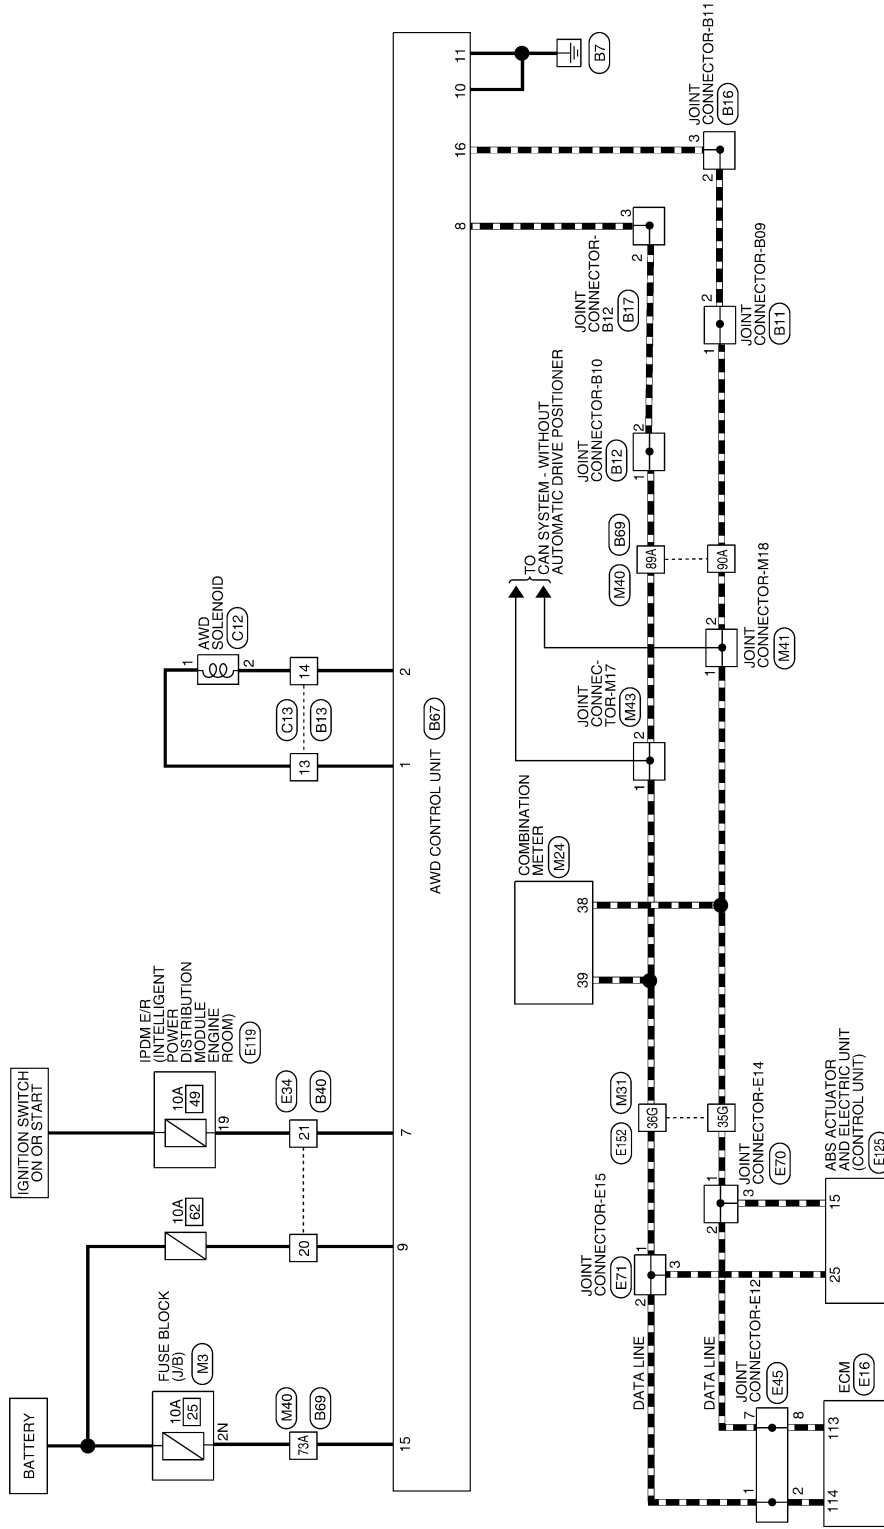 BATTERY
IGNITION SWITCH
ON OR START
FUSE BLOCK
(J/B)
M3
10A
25
2N
10A
62
10A
49
19
IPDM E/R
(INTELLIGENT
POWER
DISTRIBUTION
MODULE
ENGINE
ROOM)
E119
M40
B69
73A
20
21
E34
B40
15
9
7
1
AWD
SOLENOID
C12
2
13
14
C13
B13
1
2
AWD CONTROL UNIT
B67
8
16
10
11
B7
COMBINATION
METER
M24
39
38
TO
CAN SYSTEM - WITHOUT
AUTOMATIC DRIVE POSITIONER
JOINT
CONNECTOR-
B12
B17
3
2
JOINT
CONNECTOR-B11
B16
3
2
JOINT
CONNECTOR-B10
B12
1
2
JOINT
CONNECTOR-B09
B11
1
2
M40
B69
89A
90A
JOINT
CONNEC-
TOR-M17
M43
1
2
JOINT
CONNECTOR-M18
M41
1
2
E152
M31
36G
35G
JOINT
CONNECTOR-E15
E71
2
1
3
JOINT
CONNECTOR-E14
E70
2
1
3
DATA LINE
DATA LINE
JOINT
CONNECTOR-E12
E45
1
7
2
8
ECM
E16
114
113
ABS ACTUATOR
AND ELECTRIC UNIT
(CONTROL UNIT)
E125
25
15